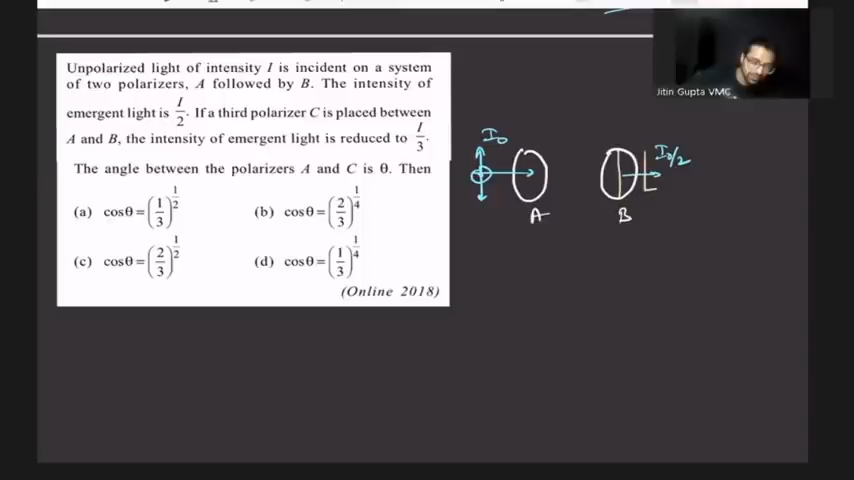 Unpolarized light of intensity I is incident on a system
of two polarizers, A followed by B. The intensity of
emergent light is I/2. If a third polarizer C is placed between
A and B, the intensity of emergent light is reduced to I/3.
The angle between the polarizers A and C is θ. Then
(a) cosθ = (1/3)^(1/2) (b) cosθ = (2/3)^(1/4)
(c) cosθ = (2/3)^(1/2) (d) cosθ = (1/3)^(1/4)
(Online 2018)
Jitin Gupta VMC
I₀
I₀/2
A B